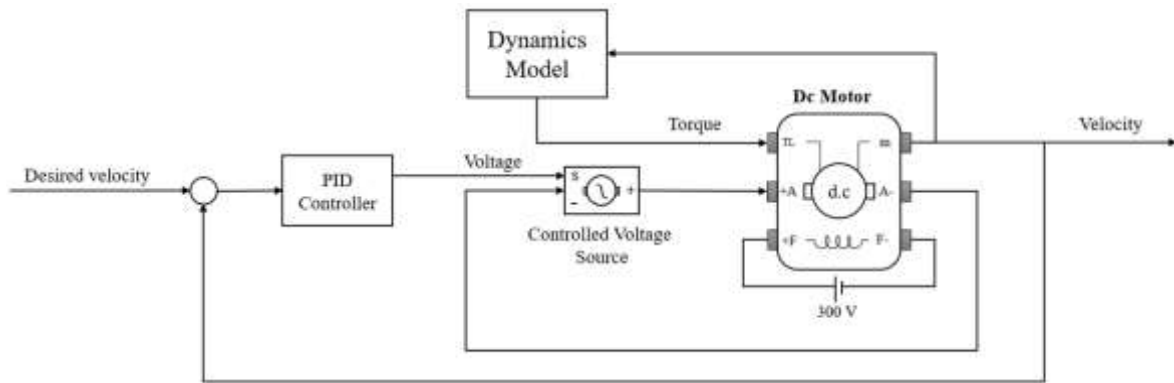 Dynamics
Model
Dc Motor
Torque
Velocity
TL
m
Desired velocity
PID
Controller
Voltage
s
-
+
+A
d.c
A-
Controlled Voltage
Source
+F
F-
300 V